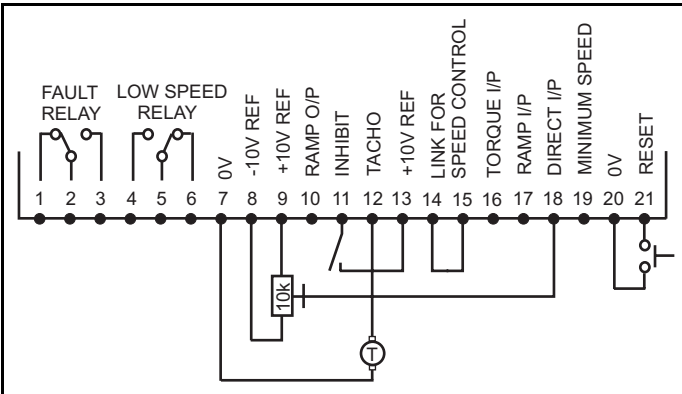 FAULT
RELAY
LOW SPEED
RELAY
0V
-10V REF
+10V REF
RAMP O/P
INHIBIT
TACHO
+10V REF
LINK FOR
SPEED CONTROL
TORQUE I/P
RAMP I/P
DIRECT I/P
MINIMUM SPEED
0V
RESET
1 2 3 4 5 6 7 8 9 10 11 12 13 14 15 16 17 18 19 20 21
10k
T